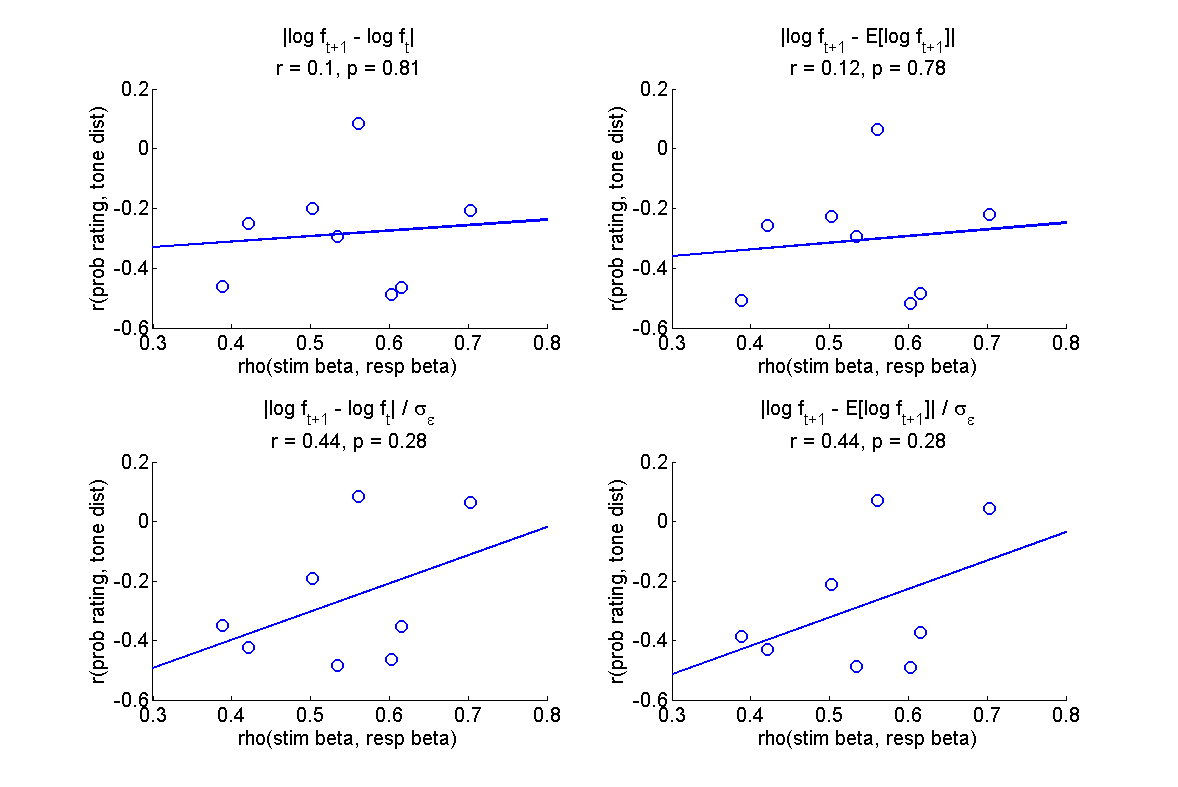 |log f_{t+1} - log f_t|
r = 0.1, p = 0.81
r(prob rating, tone dist)
0.2
0
-0.2
-0.4
-0.6
0.3 0.4 0.5 0.6 0.7 0.8
rho(stim beta, resp beta)
|log f_{t+1} - E[log f_{t+1}]|
r = 0.12, p = 0.78
r(prob rating, tone dist)
0.2
0
-0.2
-0.4
-0.6
0.3 0.4 0.5 0.6 0.7 0.8
rho(stim beta, resp beta)
|log f_{t+1} - log f_t| / σ_ε
r = 0.44, p = 0.28
r(prob rating, tone dist)
0.2
0
-0.2
-0.4
-0.6
0.3 0.4 0.5 0.6 0.7 0.8
rho(stim beta, resp beta)
|log f_{t+1} - E[log f_{t+1}]| / σ_ε
r = 0.44, p = 0.28
r(prob rating, tone dist)
0.2
0
-0.2
-0.4
-0.6
0.3 0.4 0.5 0.6 0.7 0.8
rho(stim beta, resp beta)